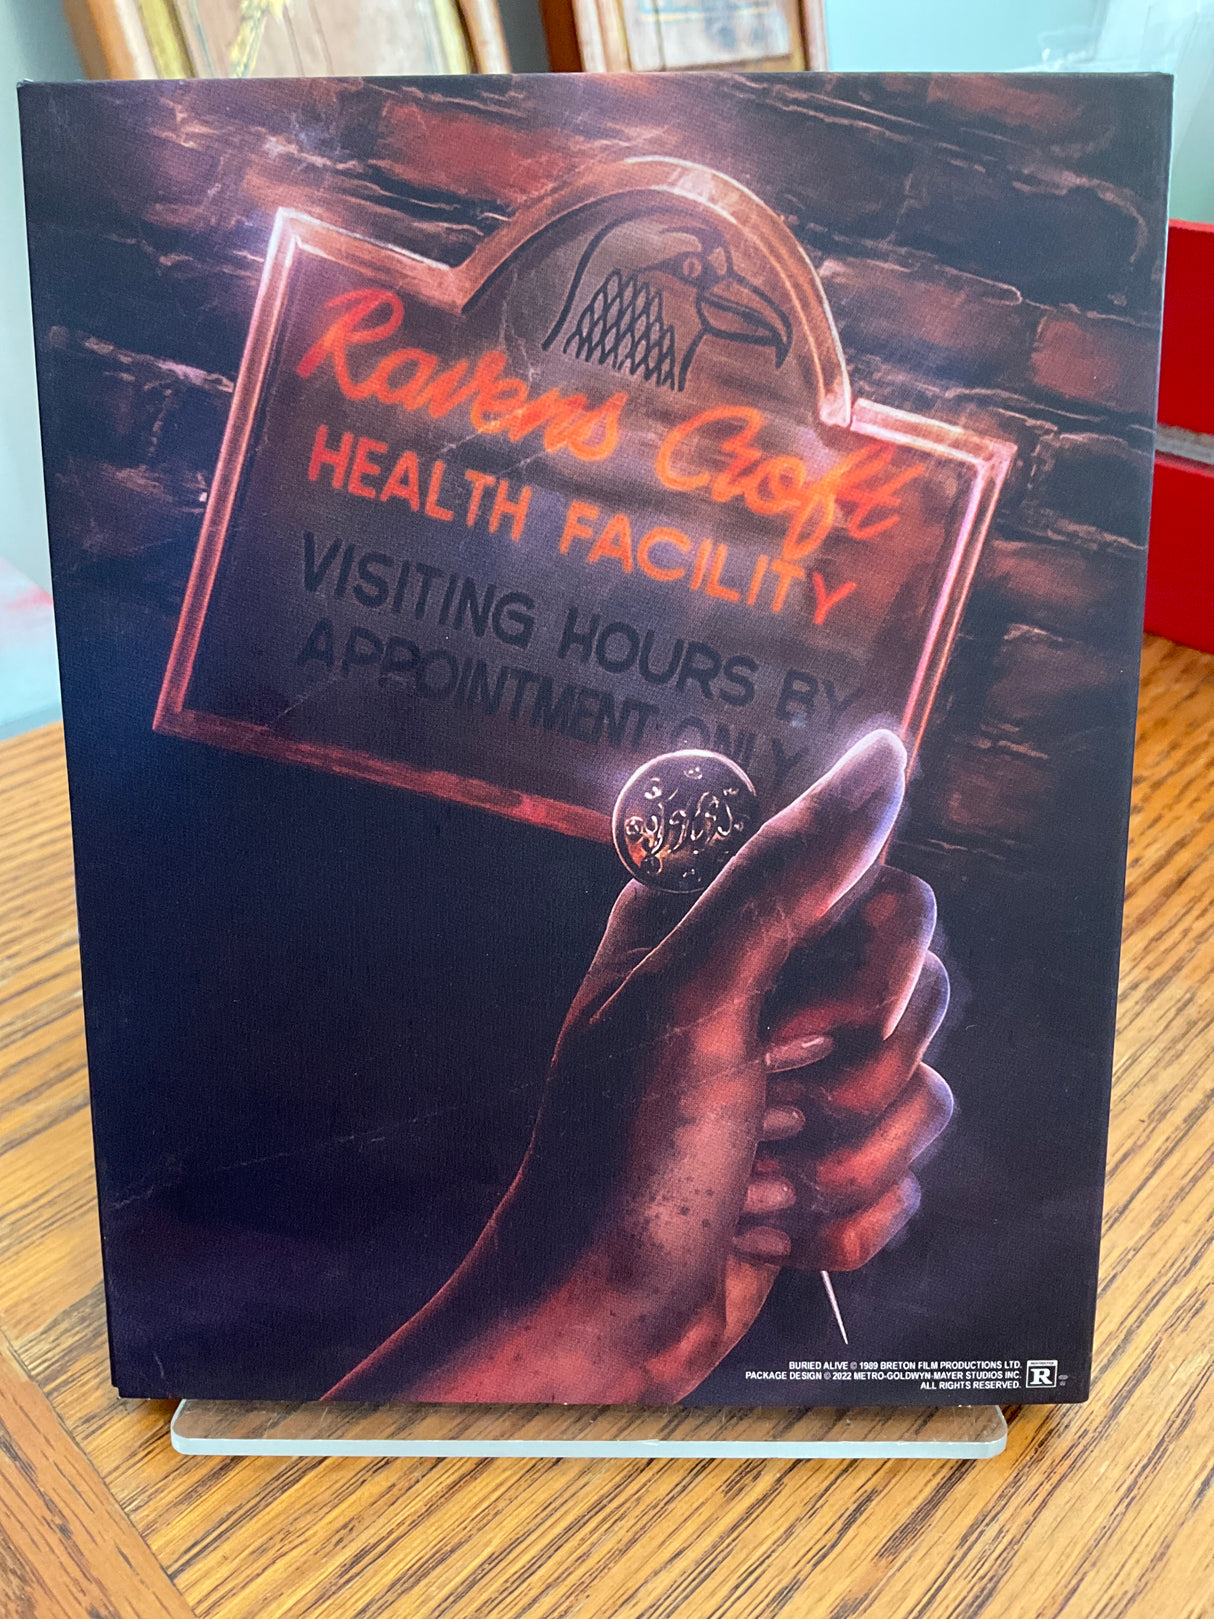 Ravens Croft
HEALTH FACILITY
VISITING HOURS BY
APPOINTMENT ONLY
BURIED ALIVE © 1989 BRETON FILM PRODUCTIONS LTD.
PACKAGE DESIGN © 2022 METRO-GOLDWYN-MAYER STUDIOS INC.
ALL RIGHTS RESERVED.
RESTRICTED
R